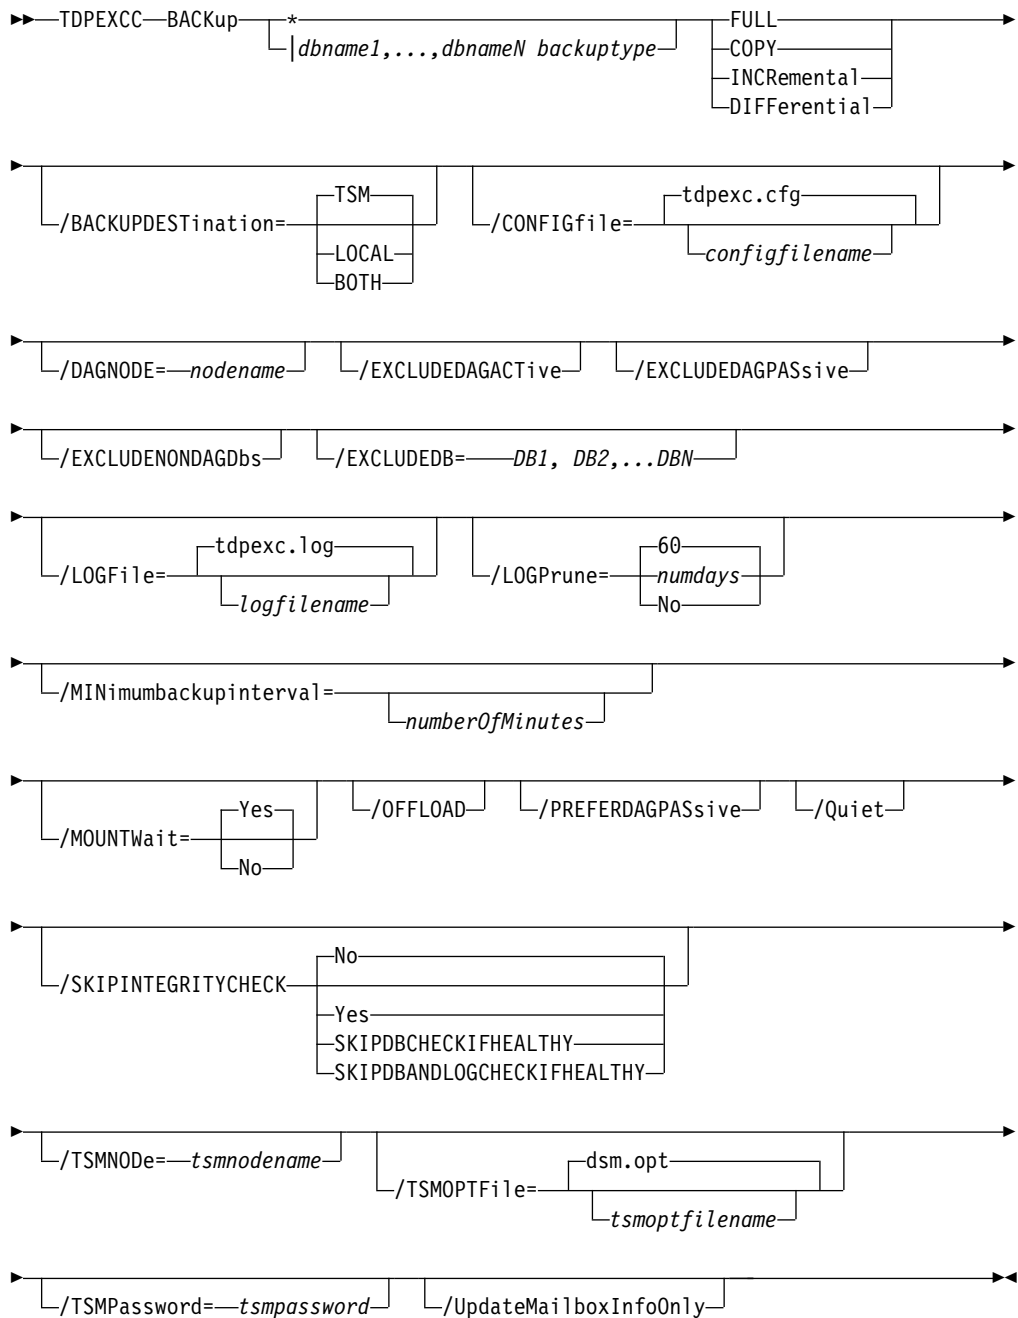 TDPEXCC BACKup * FULL
|dbname1,...,dbnameN backuptype COPY
INCRemental
DIFFerential
/BACKUPDESTination= TSM /CONFIGfile= tdpexc.cfg
LOCAL configfilename
BOTH
/DAGNODE= nodename /EXCLUDEDAGACTive /EXCLUDEDAGPASsive
/EXCLUDENONDAGDbs /EXCLUDEDB= DB1, DB2,...DBN
/LOGFile= tdpexc.log /LOGPrune= 60
logfilename numdays
No
/MINimumbackupinterval=
numberOfMinutes
/MOUNTWait= Yes /OFFLOAD /PREFERDAGPASsive /Quiet
No
/SKIPINTEGRITYCHECK No
Yes
SKIPDBCHECKIFHEALTHY
SKIPDBANDLOGCHECKIFHEALTHY
/TSMNODe= tsmnodename /TSMOPTFile= dsm.opt
tsmoptfilename
/TSMPassword= tsmpassword /UpdateMailboxInfoOnly